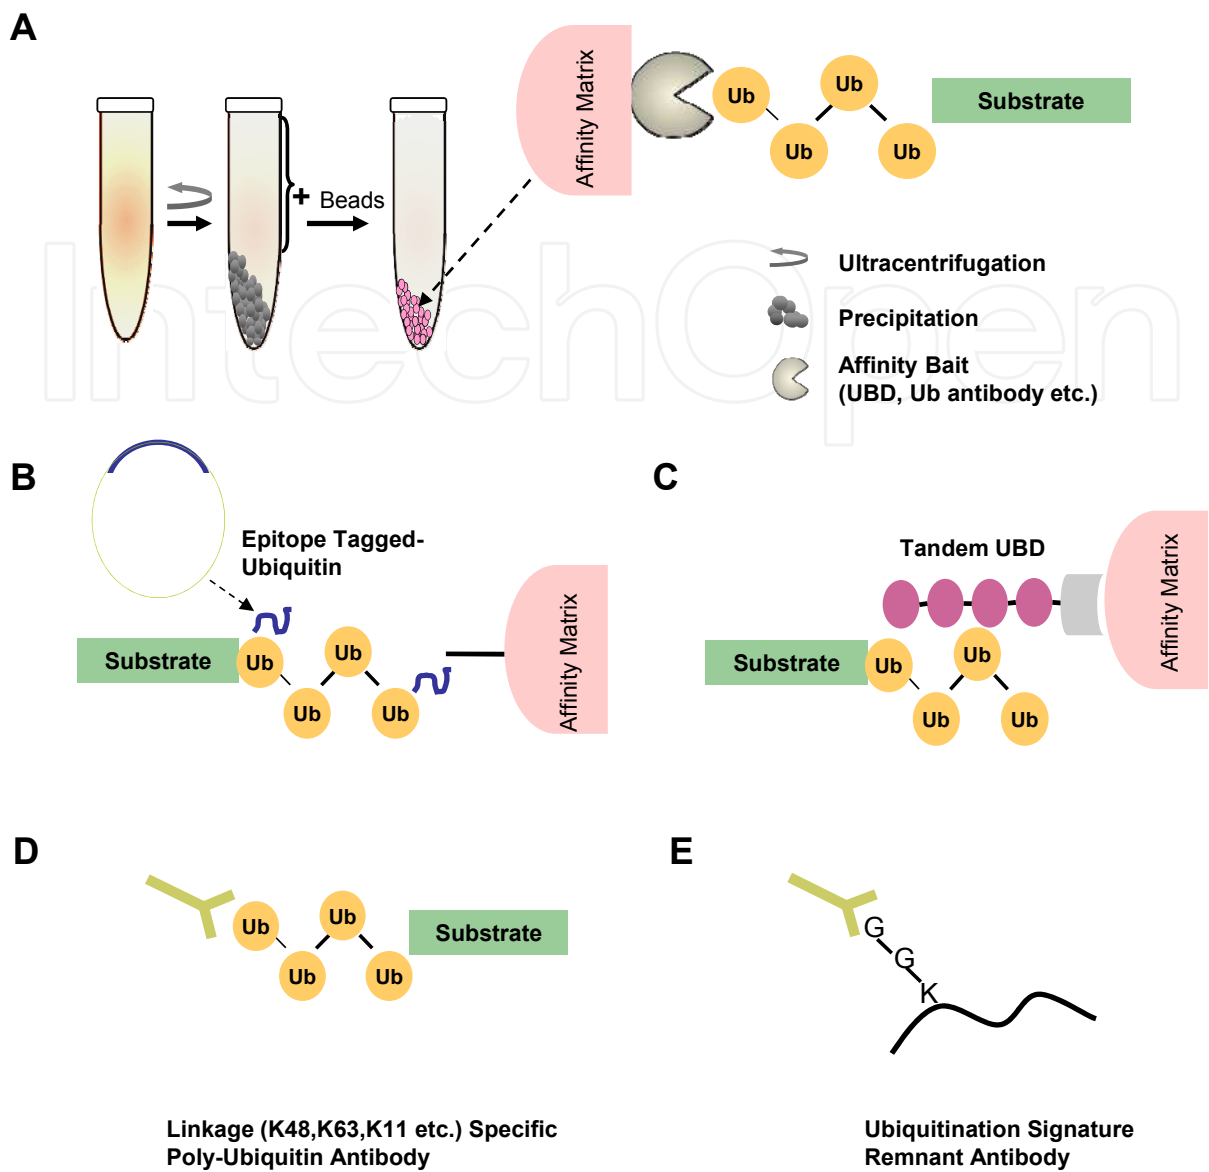 A
Affinity Matrix
Ub
Ub
Ub
Ub
Substrate
+ Beads
Ultracentrifugation
Precipitation
Affinity Bait
(UBD, Ub antibody etc.)
IntechOpen
B
Epitope Tagged-
Ubiquitin
Substrate
Ub
Ub
Ub
Ub
Affinity Matrix
C
Tandem UBD
Substrate
Ub
Ub
Ub
Ub
Affinity Matrix
D
Ub
Ub
Ub
Ub
Substrate
Linkage (K48,K63,K11 etc.) Specific
Poly-Ubiquitin Antibody
E
G
G
K
Ubiquitination Signature
Remnant Antibody